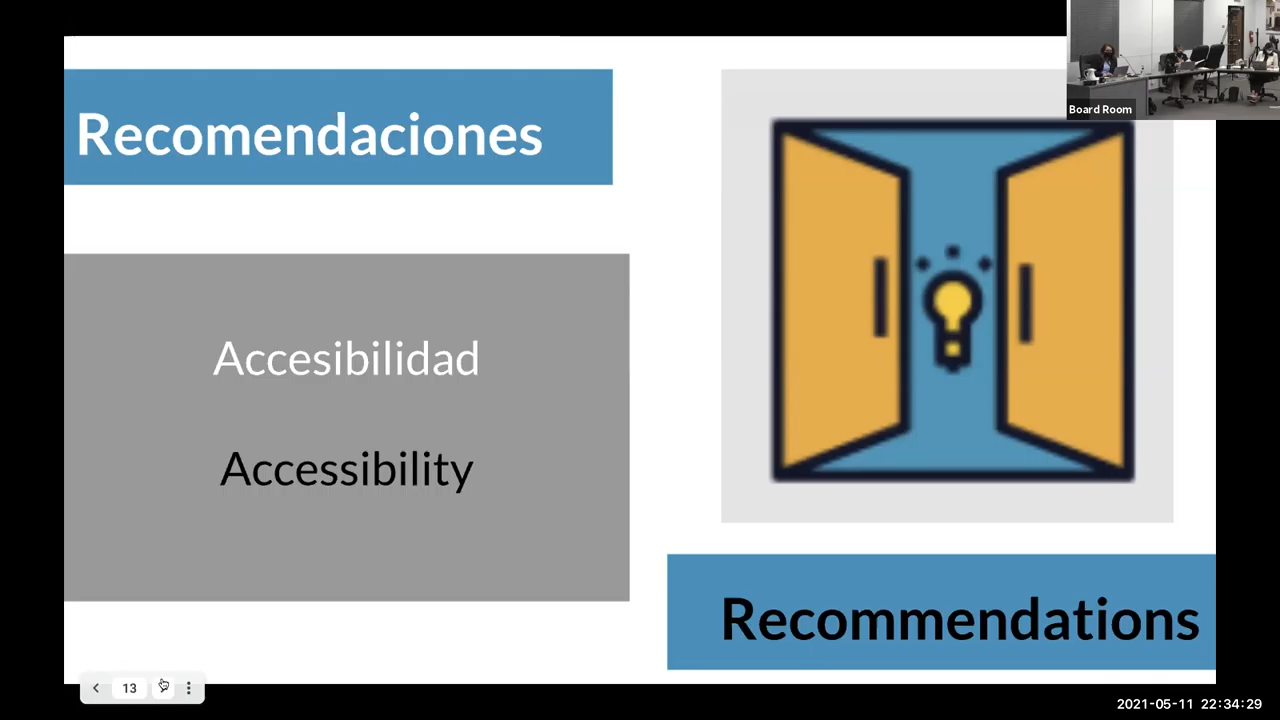 Recomendaciones
Board Room
Accesibilidad
Accessibility
Recommendations
13
2021-05-11 22:34:29